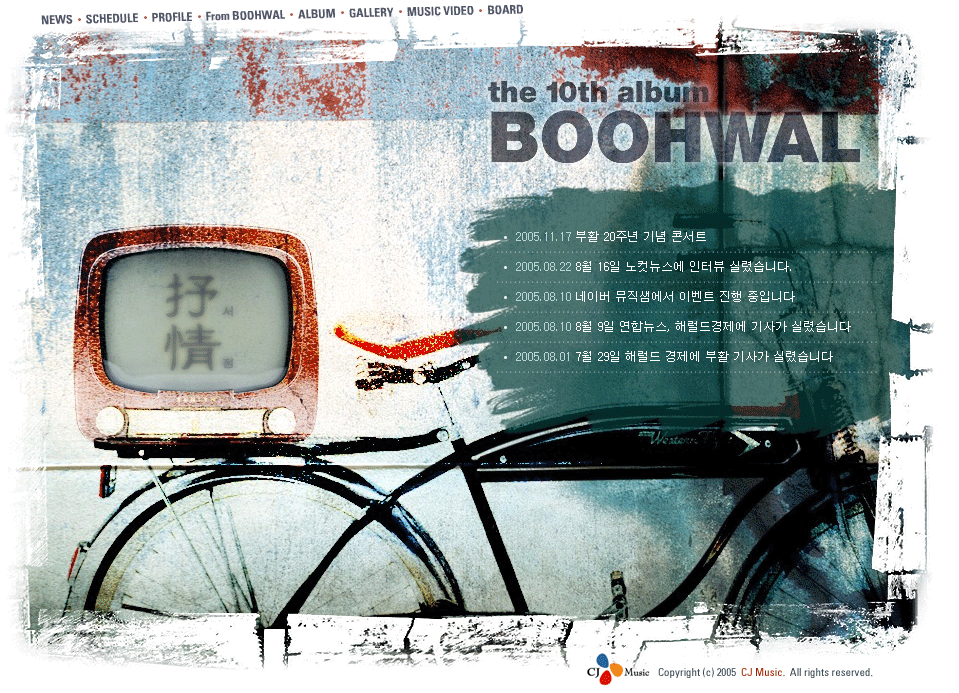 NEWS • SCHEDULE • PROFILE • From BOOHWAL • ALBUM • GALLERY • MUSIC VIDEO • BOARD
the 10th album
BOOHWAL
• 2005.11.17 부활 20주년 기념 콘서트
• 2005.08.22 8월 16일 노컷뉴스에 인터뷰 실렸습니다.
• 2005.08.10 네이버 뮤직샘에서 이벤트 진행 중입니다
• 2005.08.10 8월 9일 연합뉴스, 해럴드경제에 기사가 실렸습니다
• 2005.08.01 7월 29일 해럴드 경제에 부활 기사가 실렸습니다
抒 서
情 정
Western
CJ Music Copyright (c) 2005 CJ Music. All rights reserved.